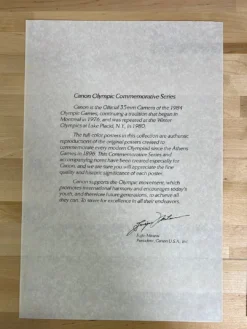 Canon Olympic Commemorative Series
Canon is the Official 35mm Camera of the 1984
Olympic Games, continuing a tradition that began in
Montreal in 1976, and was repeated at the Winter
Olympics at Lake Placid, N.Y., in 1980.
The full color posters in this collection are authentic
reproductions of the original posters created to
commemorate every modern Olympiad since the Athens
Games in 1896. This Commemorative Series and
accompanying notes have been created especially for
Canon, and we are sure you will appreciate the fine
quality and historic significance of each poster.
Canon supports the Olympic movement, which
promotes international harmony and encourages today's
youth, and therefore future generations, to achieve all
they can. To strive for excellence in all their endeavors.
President, Canon U.S.A., Inc.